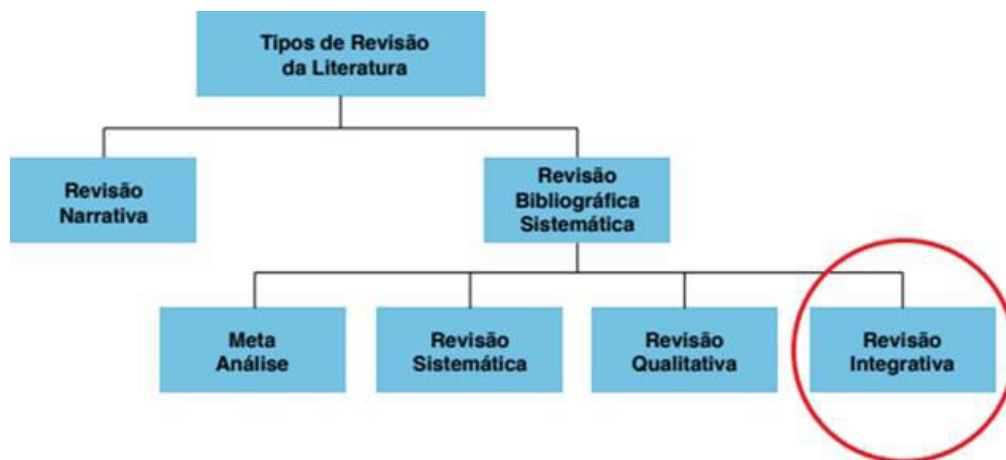 Tipos de Revisão
da Literatura
Revisão
Narrativa
Revisão
Bibliográfica
Sistemática
Meta
Análise
Revisão
Sistemática
Revisão
Qualitativa
Revisão
Integrativa